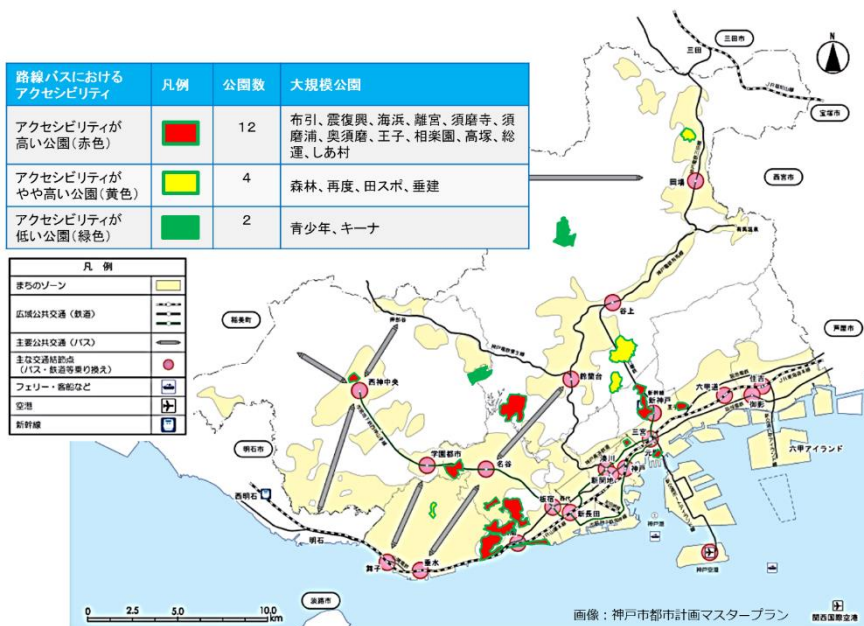 路線バスにおける
アクセシビリティ
凡例
公園数
大規模公園
アクセシビリティが
高い公園(赤色)
12
布引、震復興、海浜、離宮、須磨寺、須
磨浦、奥須磨、王子、相楽園、高塚、総
運、しあ村
アクセシビリティが
やや高い公園(黄色)
4
森林、再度、田スポ、垂建
アクセシビリティが
低い公園(緑色)
2
青少年、キーナ
凡 例
まちのゾーン
広域公共交通(鉄道)
主要公共交通(バス)
主な交通結節点
(バス・鉄道等乗り換え)
フェリー・客船など
空港
新幹線
N
三田市
三田
宝塚市
西宮市
岡場
有馬温泉
谷上
芦屋市
稲美町
押部谷
鈴蘭台
西神中央
新神戸
六甲道
住吉
御影
三宮
明石市
学園都市
名谷
湊川
新開地
神戸
六甲アイランド
板宿
新長田
西明石
明石
舞子
垂水
神戸港
神戸空港
淡路市
関西国際空港
0 2.5 5.0 10.0
km
画像:神戸市都市計画マスタープラン